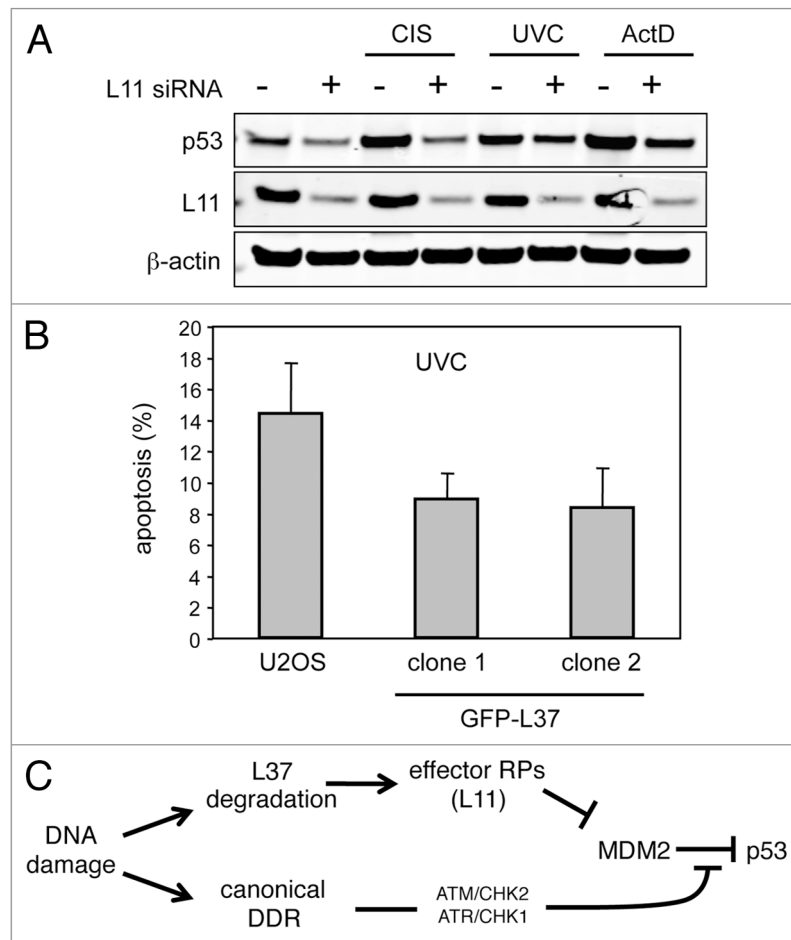 A
CIS UVC ActD
L11 siRNA - + - + - + - +
p53
L11
β-actin
B
UVC
apoptosis (%)
20
18
16
14
12
10
8
6
4
2
0
U2OS clone 1 clone 2
GFP-L37
C
L37
degradation
effector RPs
(L11)
DNA
damage
MDM2 p53
canonical
DDR
ATM/CHK2
ATR/CHK1